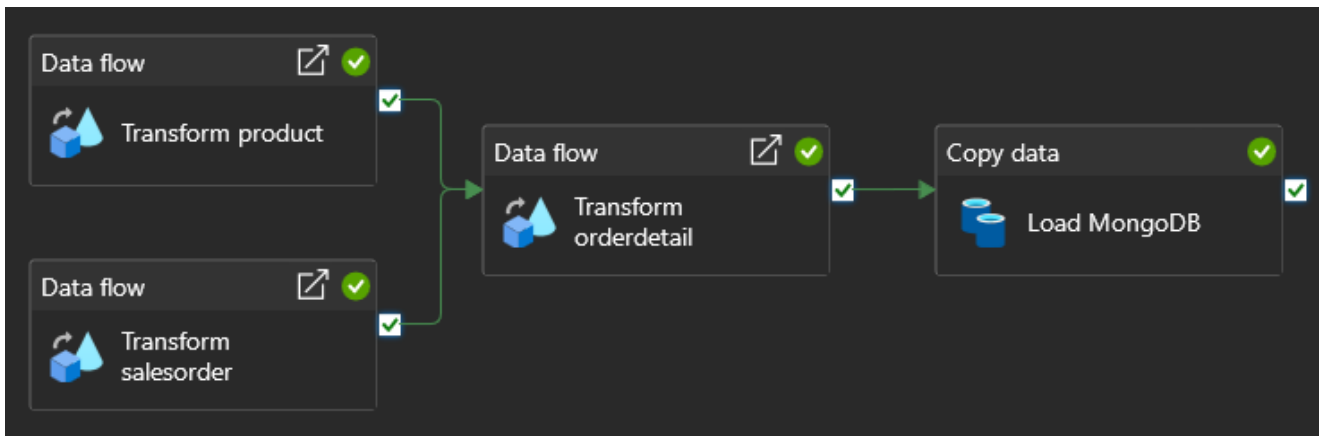 Data flow
Transform product
Data flow
Transform
salesorder
Data flow
Transform
orderdetail
Copy data
Load MongoDB